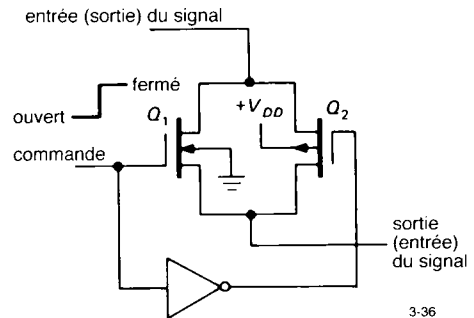 entrée (sortie) du signal
fermé
ouvert
Q1
+VDD
Q2
commande
sortie
(entrée)
du signal
3-36